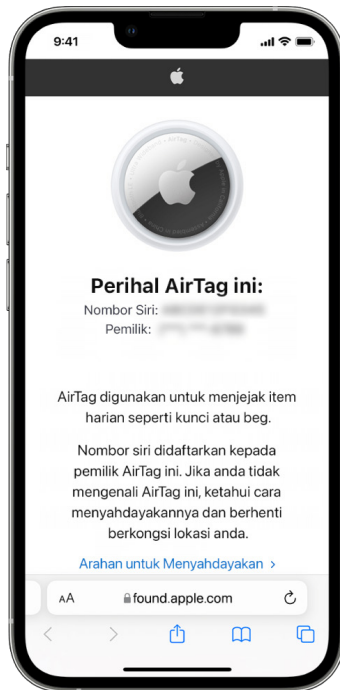 9:41
Perihal AirTag ini:
Nombor Siri:
Pemilik:
AirTag digunakan untuk menjejak item
harian seperti kunci atau beg.
Nombor siri didaftarkan kepada
pemilik AirTag ini. Jika anda tidak
mengenali AirTag ini, ketahui cara
menyahdayakannya dan berhenti
berkongsi lokasi anda.
Arahan untuk Menyahdayakan >
AA found.apple.com